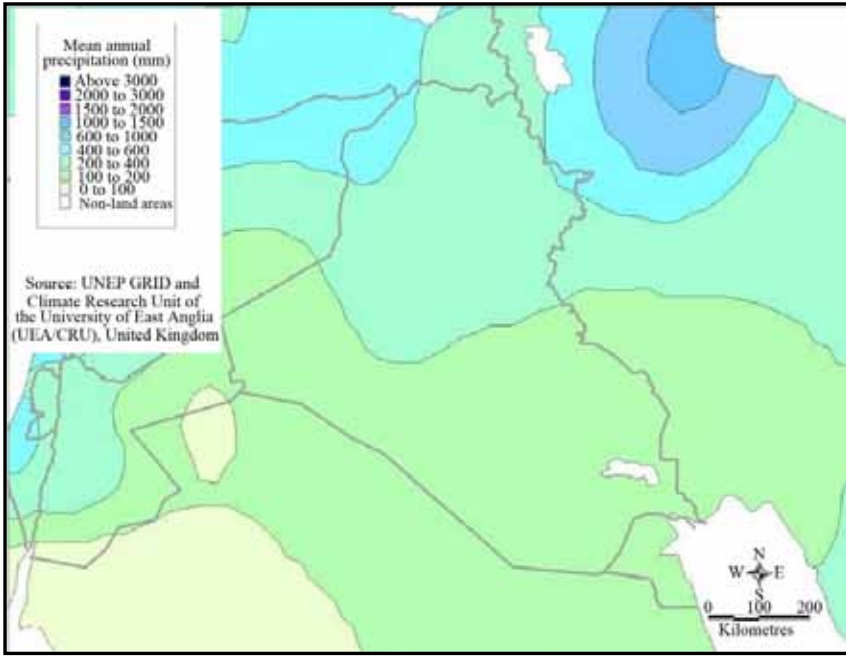 Mean annual
precipitation (mm)
Above 3000
2000 to 3000
1500 to 2000
1000 to 1500
600 to 1000
400 to 600
200 to 400
100 to 200
0 to 100
Non-land areas
Source: UNEP GRID and
Climate Research Unit of
the University of East Anglia
(UEA/CRU), United Kingdom
N
W E
S
0 100 200
Kilometres